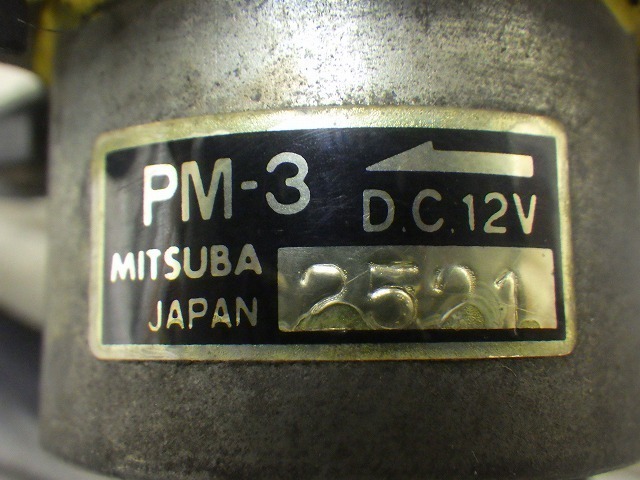 PM-3
D.C. 12V
MITSUBA
JAPAN
2521